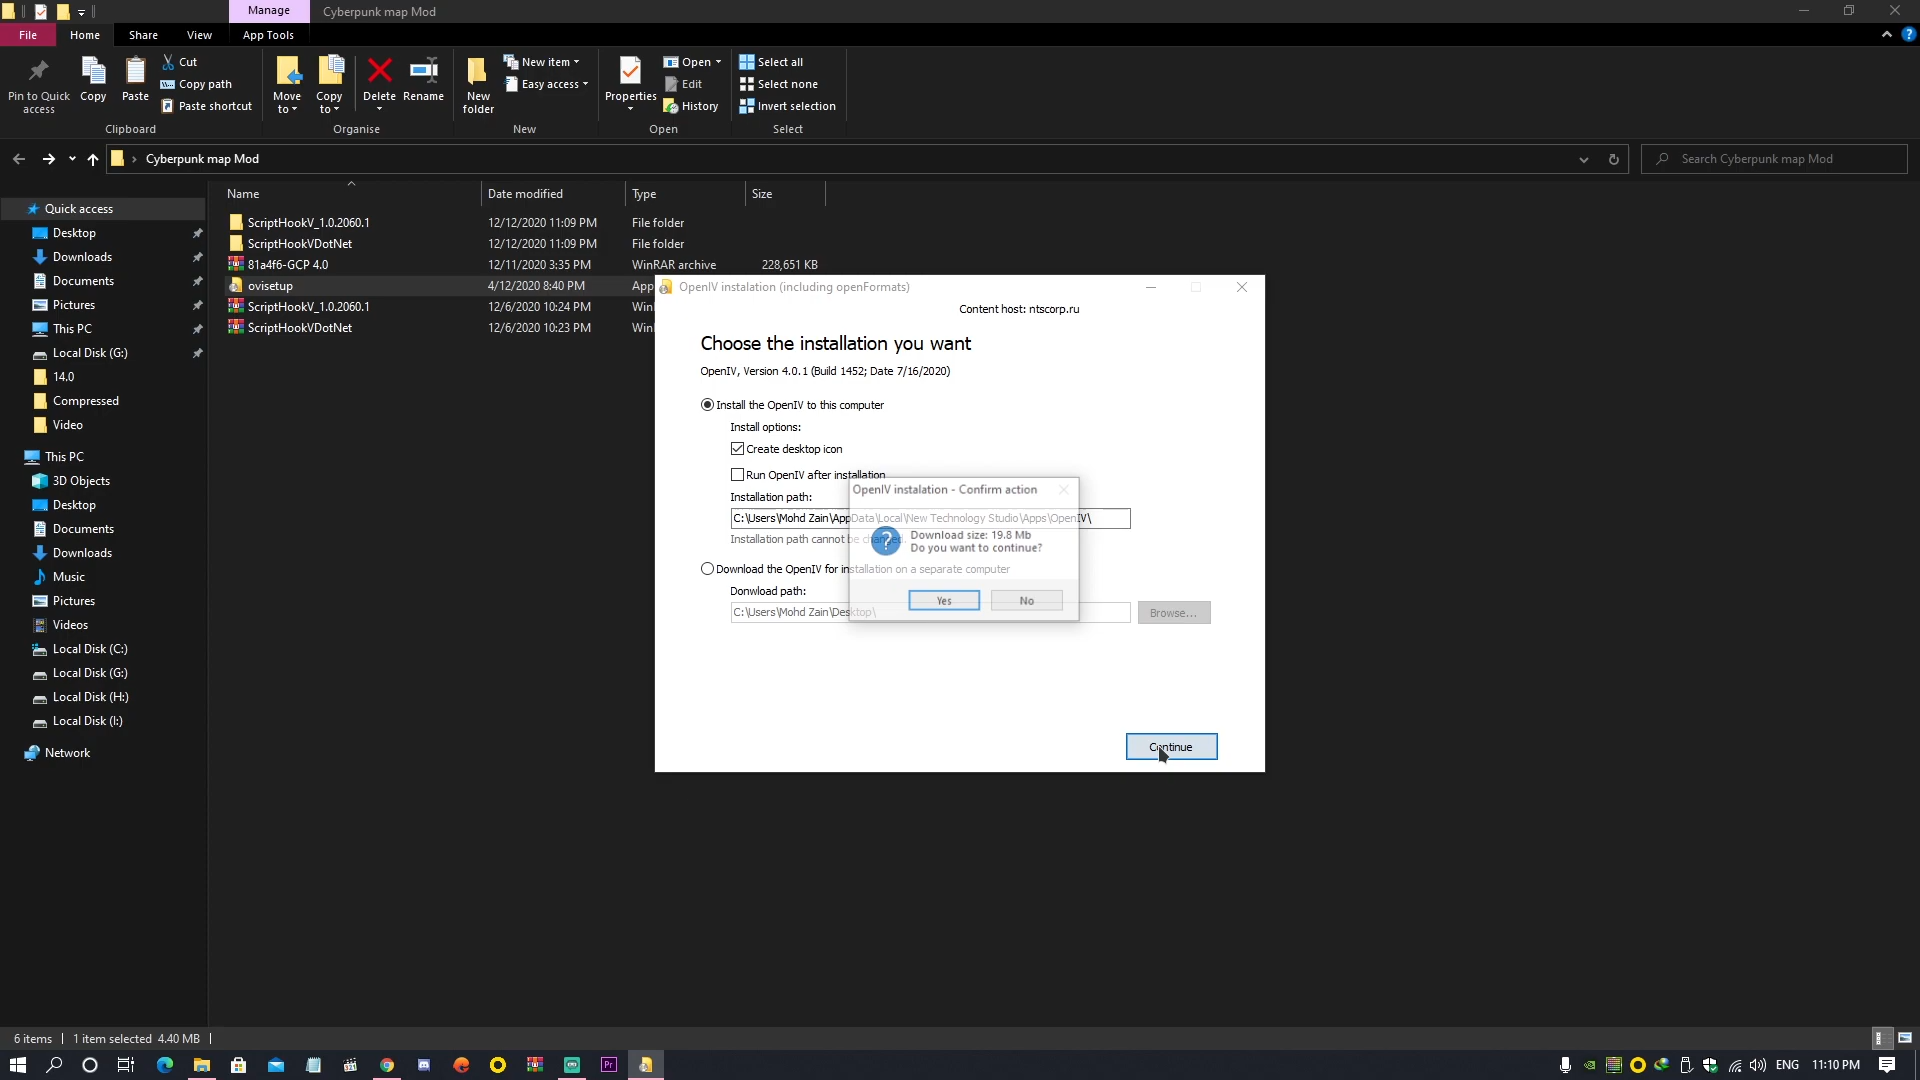 Manage
Cyberpunk map Mod
File
Home
Share
View
App Tools
Pin to Quick access
Copy
Paste
Cut
Copy path
Paste shortcut
Clipboard
Move to
Copy to
Delete
Rename
Organise
New folder
New item
Easy access
New
Properties
Open
Edit
History
Open
Select all
Select none
Invert selection
Select
Cyberpunk map Mod
Search Cyberpunk map Mod
Name
Date modified
Type
Size
ScriptHookV_1.0.2060.1 12/12/2020 11:09 PM File folder
ScriptHookVDotNet 12/12/2020 11:09 PM File folder
81a4f6-GCP 4.0 12/11/2020 3:35 PM WinRAR archive 228,651 KB
ovisetup 4/12/2020 8:40 PM App
ScriptHookV_1.0.2060.1 12/6/2020 10:24 PM Win
ScriptHookVDotNet 12/6/2020 10:23 PM Win
Quick access
Desktop
Downloads
Documents
Pictures
This PC
Local Disk (G:)
14.0
Compressed
Video
This PC
3D Objects
Desktop
Documents
Downloads
Music
Pictures
Videos
Local Disk (C:)
Local Disk (G:)
Local Disk (H:)
Local Disk (I:)
Network
OpenIV instalation (including openFormats)
Content host: ntscorp.ru
Choose the installation you want
OpenIV, Version 4.0.1 (Build 1452; Date 7/16/2020)
Install the OpenIV to this computer
Install options:
Create desktop icon
Run OpenIV after installation
Installation path:
C:\Users\Mohd Zain\AppData\Local\New Technology Studio\Apps\OpenIV\
Installation path cannot be changed.
Download the OpenIV for installation on a separate computer
Donwload path:
C:\Users\Mohd Zain\Desktop\
Browse...
OpenIV instalation - Confirm action
Download size: 19.8 Mb
Do you want to continue?
Yes
No
Continue
6 items
1 item selected 4.40 MB
Pr
ENG
11:10 PM